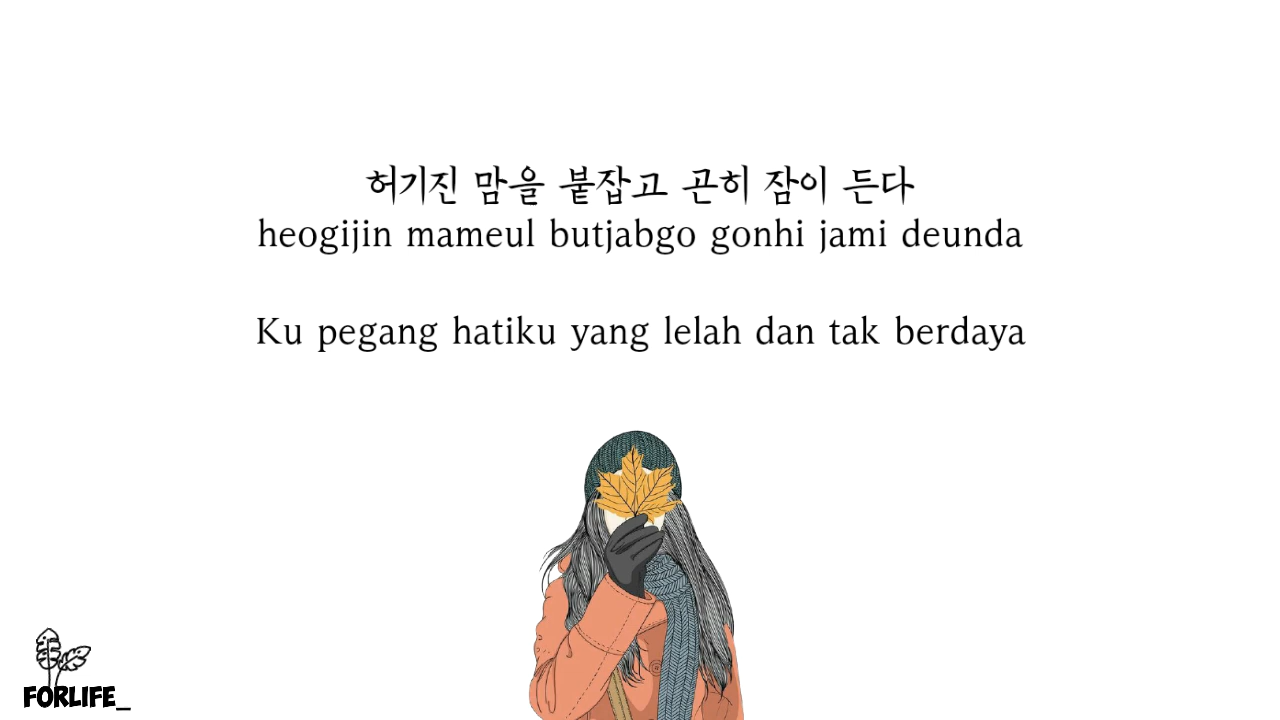 허기진 맘을 붙잡고 곤히 잠이 든다
heogijin mameul butjabgo gonhi jami deunda
Ku pegang hatiku yang lelah dan tak berdaya
FORLIFE_